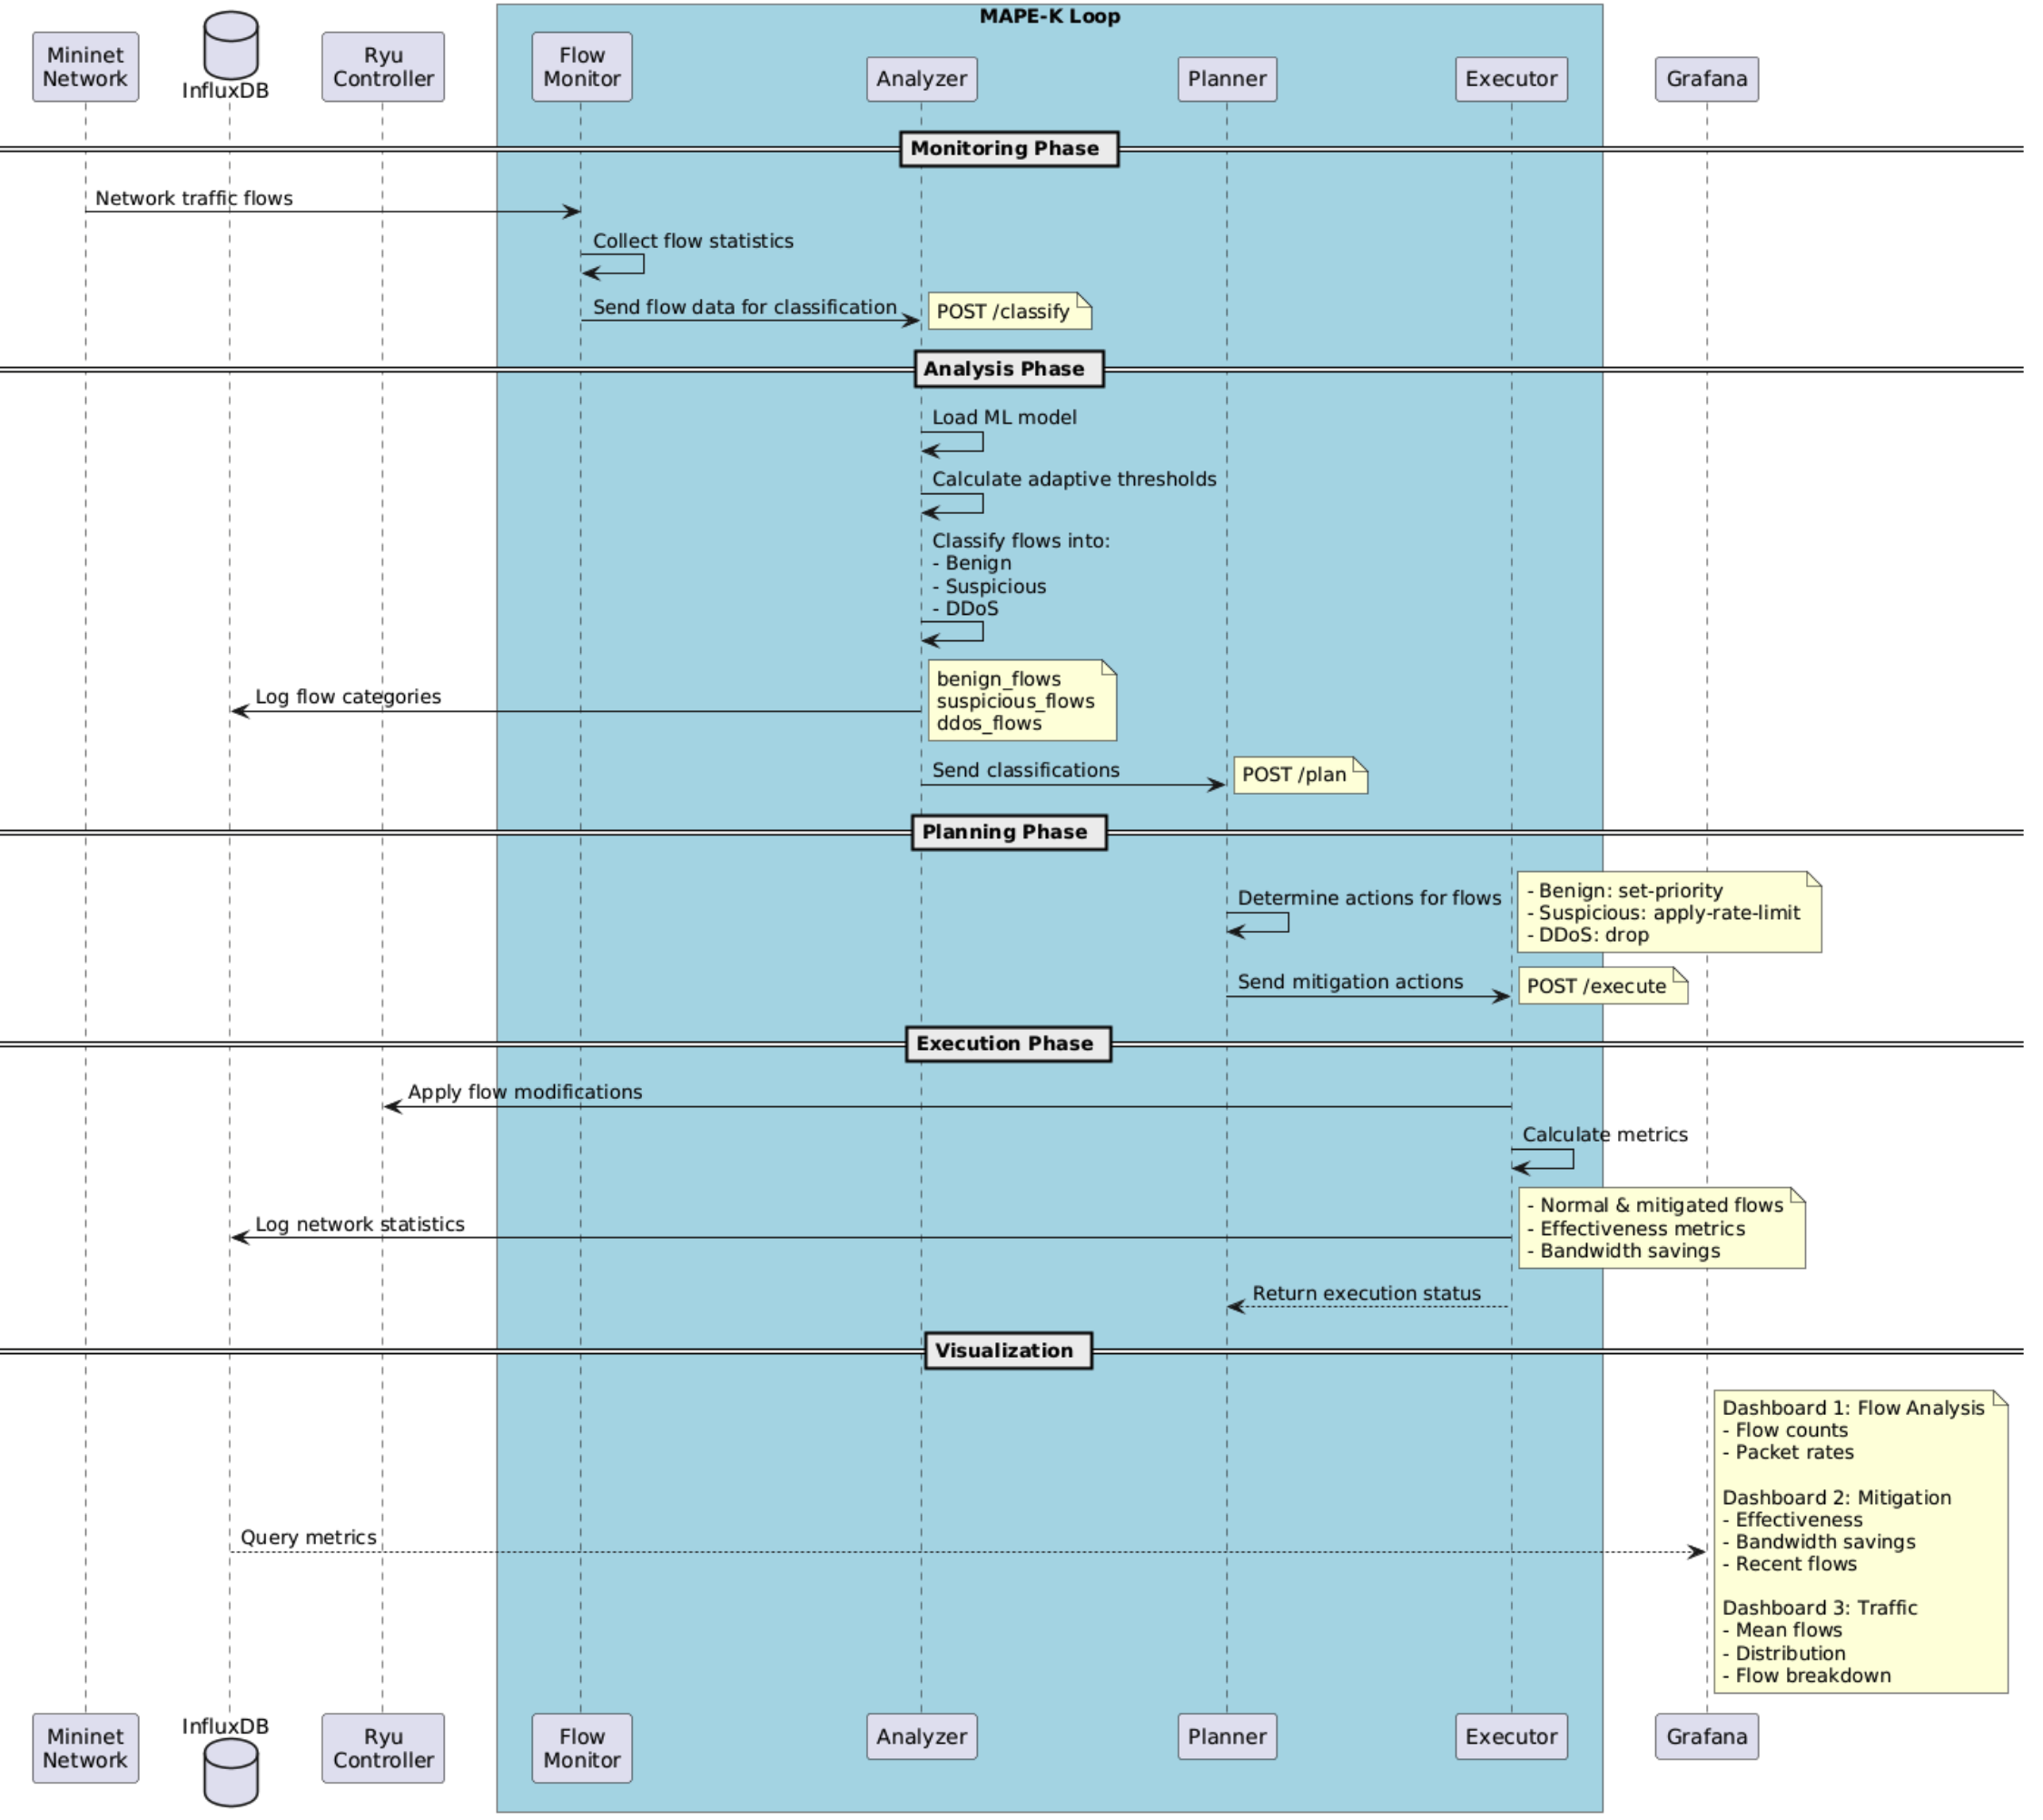 MAPE-K Loop
Mininet
Network
InfluxDB
Ryu
Controller
Flow
Monitor
Analyzer
Planner
Executor
Grafana
Monitoring Phase
Network traffic flows
Collect flow statistics
Send flow data for classification
POST /classify
Analysis Phase
Load ML model
Calculate adaptive thresholds
Classify flows into:
- Benign
- Suspicious
- DDoS
Log flow categories
benign_flows
suspicious_flows
ddos_flows
Send classifications
POST /plan
Planning Phase
Determine actions for flows
- Benign: set-priority
- Suspicious: apply-rate-limit
- DDoS: drop
Send mitigation actions
POST /execute
Execution Phase
Apply flow modifications
Calculate metrics
Log network statistics
- Normal & mitigated flows
- Effectiveness metrics
- Bandwidth savings
Return execution status
Visualization
Query metrics
Dashboard 1: Flow Analysis
- Flow counts
- Packet rates
Dashboard 2: Mitigation
- Effectiveness
- Bandwidth savings
- Recent flows
Dashboard 3: Traffic
- Mean flows
- Distribution
- Flow breakdown
Mininet
Network
InfluxDB
Ryu
Controller
Flow
Monitor
Analyzer
Planner
Executor
Grafana